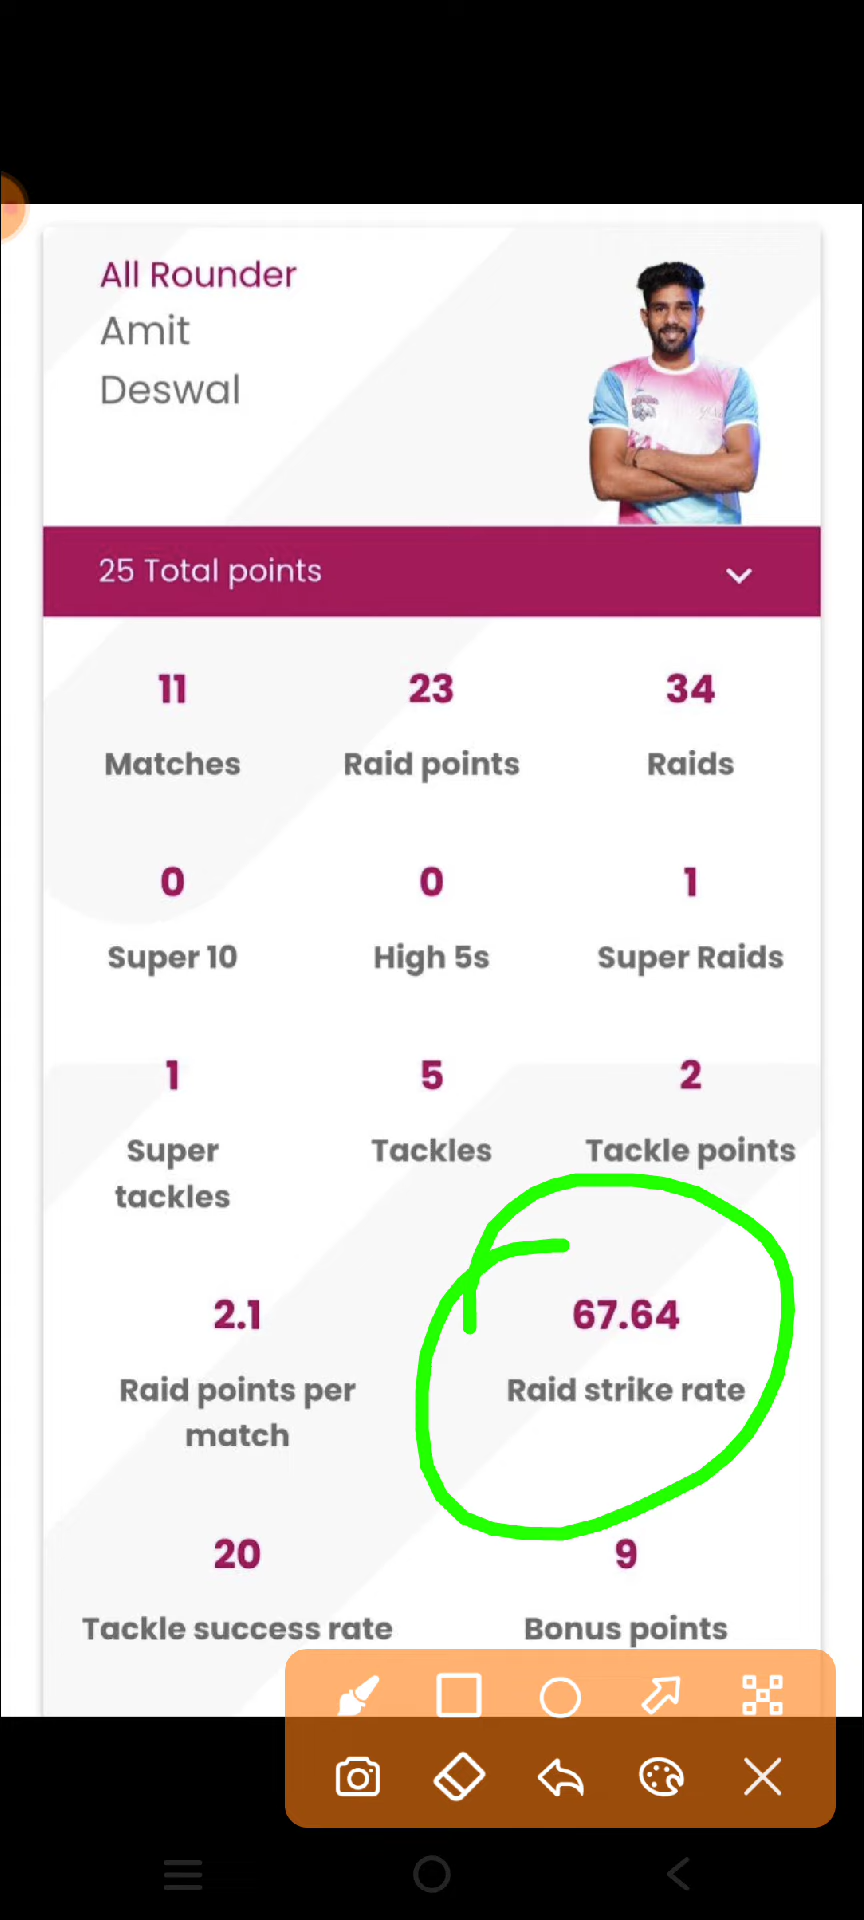 All Rounder
Amit
Deswal
25 Total points
11
23
34
Matches
Raid points
Raids
0
0
1
Super 10
High 5s
Super Raids
1
5
2
Super
tackles
Tackles
Tackle points
2.1
67.64
Raid points per
match
Raid strike rate
20
9
Tackle success rate
Bonus points